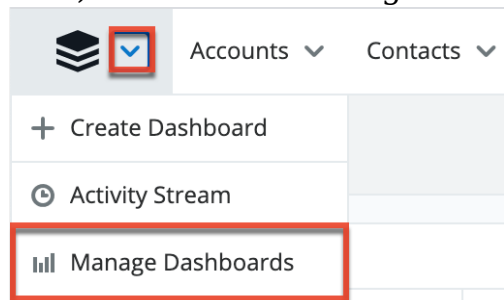 Accounts Contacts
Create Dashboard
Activity Stream
Manage Dashboards